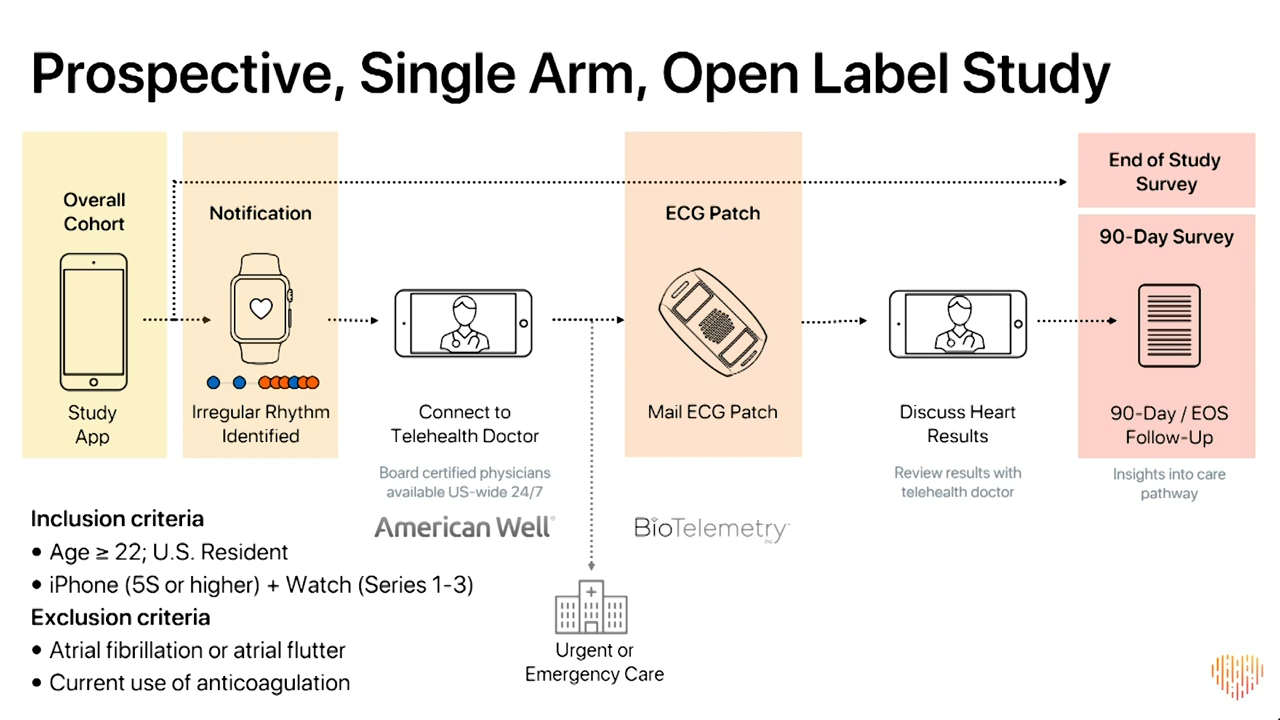 Prospective, Single Arm, Open Label Study
Overall
Cohort
Study
App
Notification
Irregular Rhythm
Identified
Connect to
Telehealth Doctor
Board certified physicians
available US-wide 24/7
American Well®
ECG Patch
Mail ECG Patch
BioTelemetry
Urgent or
Emergency Care
Discuss Heart
Results
Review results with
telehealth doctor
End of Study
Survey
90-Day Survey
90-Day / EOS
Follow-Up
Insights into care
pathway
Inclusion criteria
• Age ≥ 22; U.S. Resident
• iPhone (5S or higher) + Watch (Series 1-3)
Exclusion criteria
• Atrial fibrillation or atrial flutter
• Current use of anticoagulation